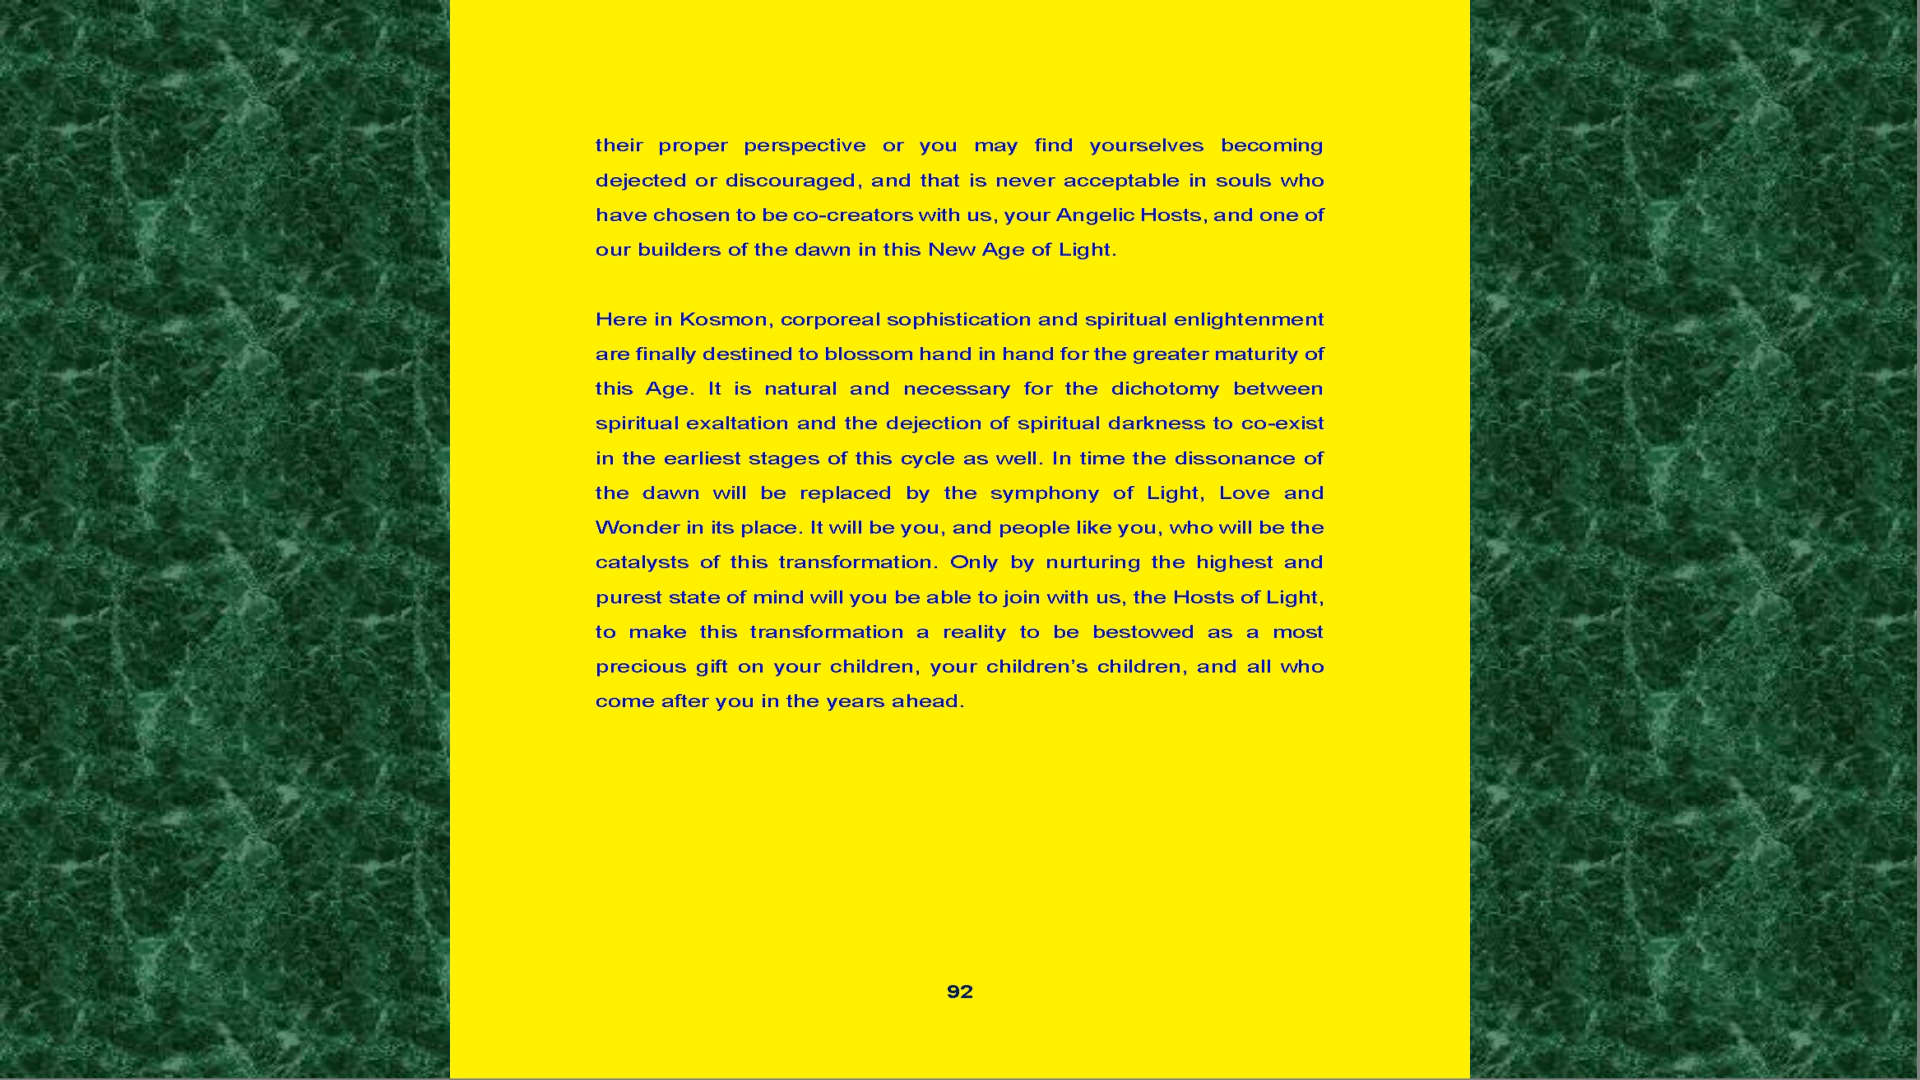 their proper perspective or you may find yourselves becoming
dejected or discouraged, and that is never acceptable in souls who
have chosen to be co-creators with us, your Angelic Hosts, and one of
our builders of the dawn in this New Age of Light.
Here in Kosmon, corporeal sophistication and spiritual enlightenment
are finally destined to blossom hand in hand for the greater maturity of
this Age. It is natural and necessary for the dichotomy between
spiritual exaltation and the dejection of spiritual darkness to co-exist
in the earliest stages of this cycle as well. In time the dissonance of
the dawn will be replaced by the symphony of Light, Love and
Wonder in its place. It will be you, and people like you, who will be the
catalysts of this transformation. Only by nurturing the highest and
purest state of mind will you be able to join with us, the Hosts of Light,
to make this transformation a reality to be bestowed as a most
precious gift on your children, your children’s children, and all who
come after you in the years ahead.
92